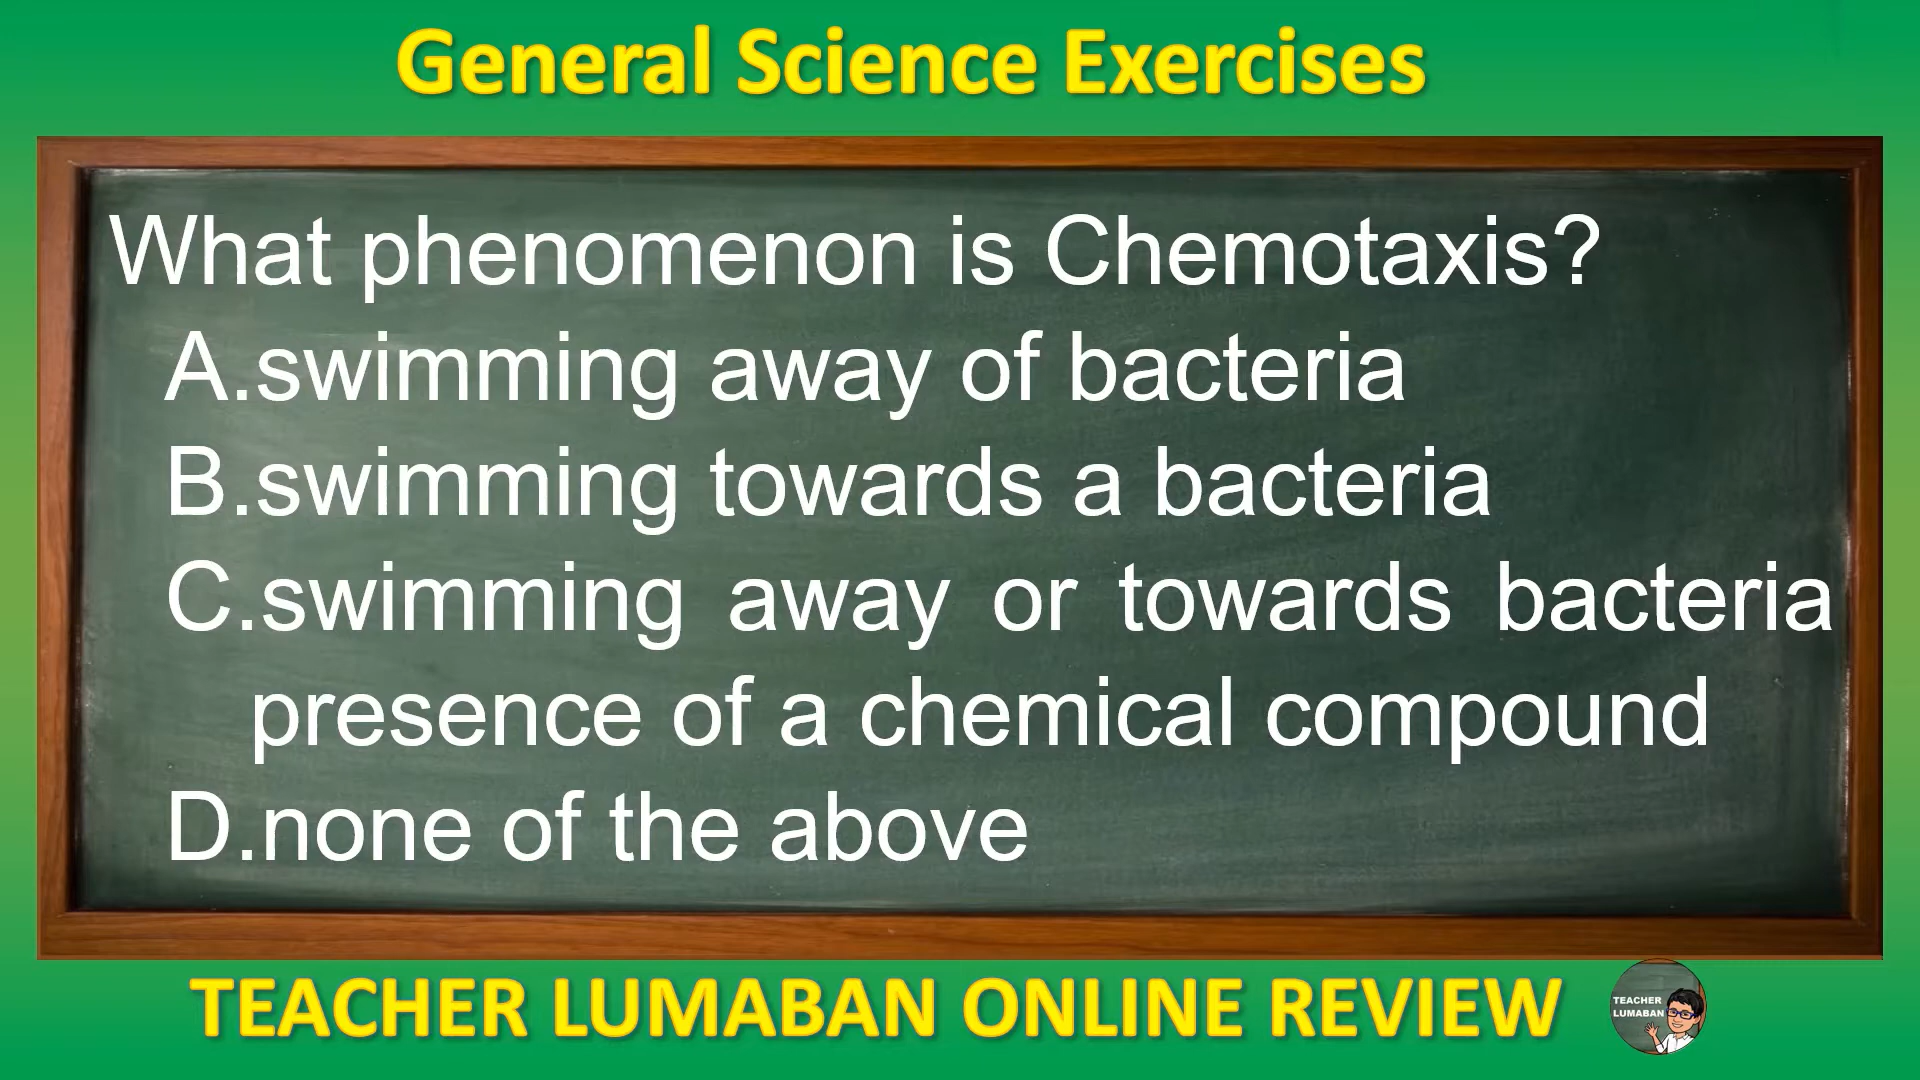 General Science Exercises
What phenomenon is Chemotaxis?
A.swimming away of bacteria
B.swimming towards a bacteria
C.swimming away or towards bacteria
presence of a chemical compound
D.none of the above
TEACHER LUMABAN ONLINE REVIEW
TEACHER
LUMABAN